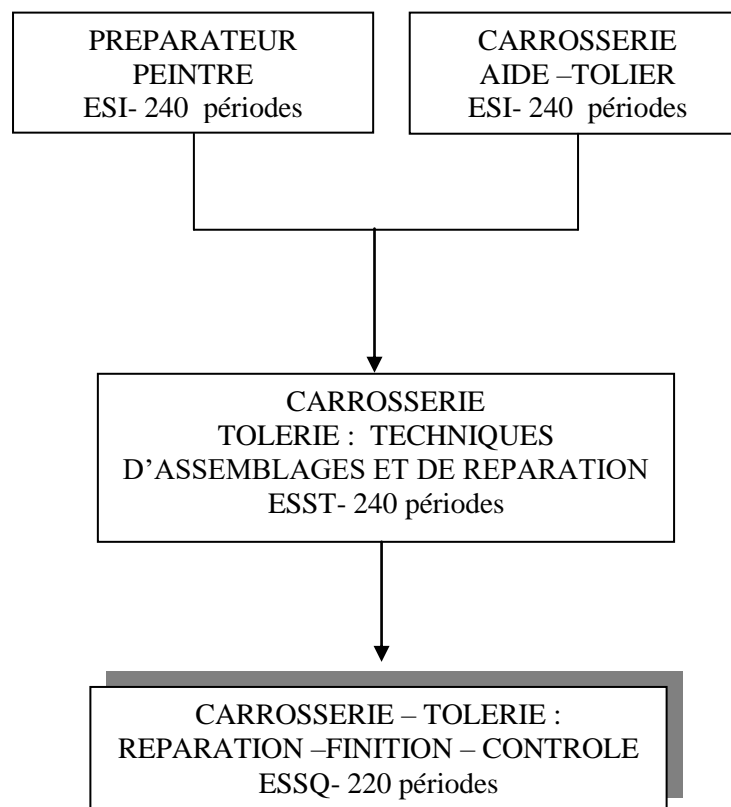 PREPARATEUR
PEINTRE
ESI- 240 périodes
CARROSSERIE
AIDE –TOLIER
ESI- 240 périodes
CARROSSERIE
TOLERIE : TECHNIQUES
D’ASSEMBLAGES ET DE REPARATION
ESST- 240 périodes
CARROSSERIE – TOLERIE :
REPARATION –FINITION – CONTROLE
ESSQ- 220 périodes